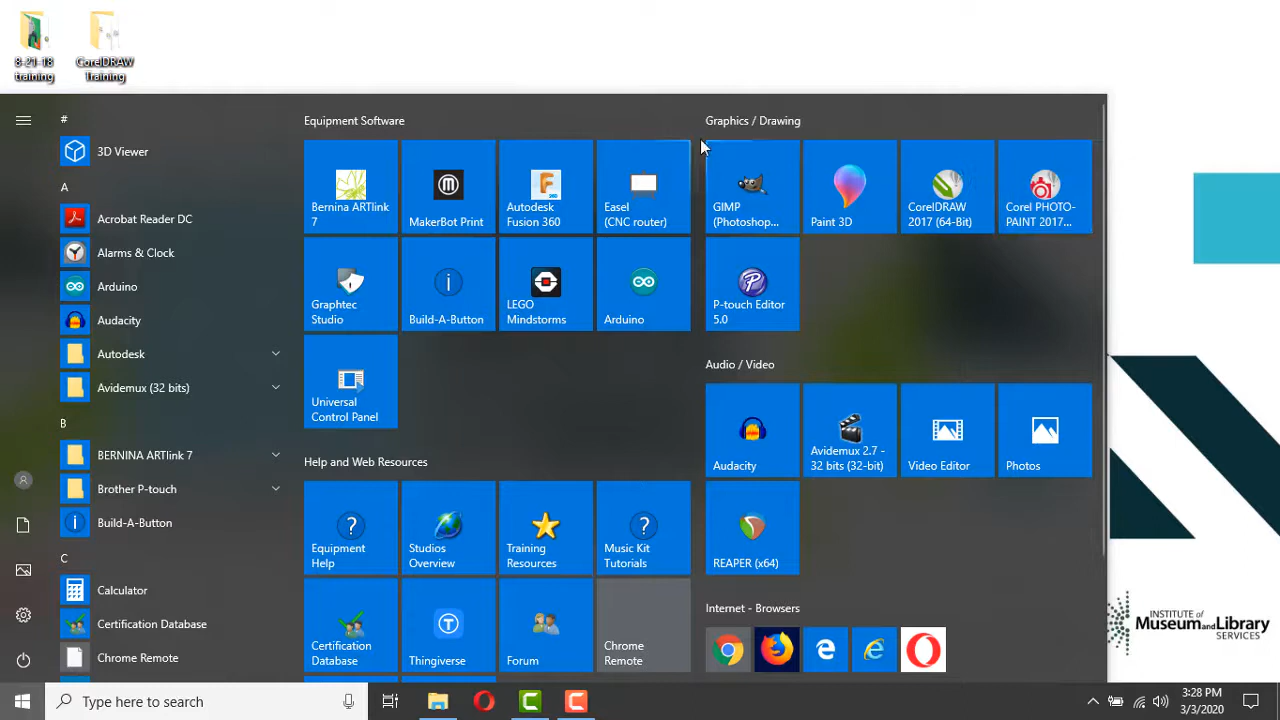 8-21-18
training
CorelDRAW
Training
#
3D Viewer
A
Acrobat Reader DC
Alarms & Clock
Arduino
Audacity
Autodesk
Avidemux (32 bits)
B
BERNINA ARTlink 7
Brother P-touch
Build-A-Button
C
Calculator
Certification Database
Chrome Remote
Equipment Software
Bernina ARTlink
7
MakerBot Print
Autodesk
Fusion 360
Easel
(CNC router)
Graphtec
Studio
Build-A-Button
LEGO
Mindstorms
Arduino
Universal
Control Panel
Help and Web Resources
Equipment
Help
Studios
Overview
Training
Resources
Music Kit
Tutorials
Certification
Database
Thingiverse
Forum
Chrome
Remote
Graphics / Drawing
GIMP
(Photoshop...
Paint 3D
CorelDRAW
2017 (64-Bit)
Corel PHOTO-
PAINT 2017...
P-touch Editor
5.0
Audio / Video
Audacity
Avidemux 2.7 -
32 bits (32-bit)
Video Editor
Photos
REAPER (x64)
Internet - Browsers
INSTITUTE of
Museum and Library
SERVICES
Type here to search
3:28 PM
3/3/2020